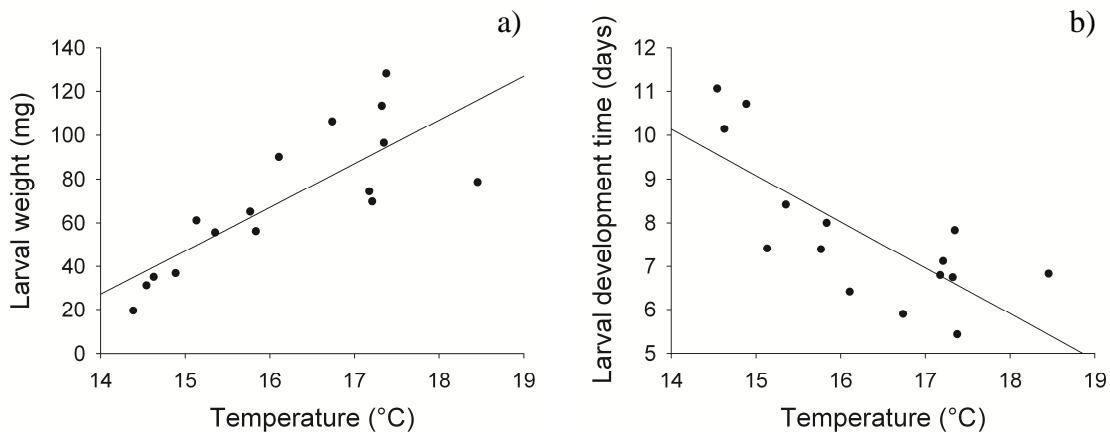 a)
Larval weight (mg)
140
120
100
80
60
40
20
0
14 15 16 17 18 19
Temperature (°C)
b)
Larval development time (days)
12
11
10
9
8
7
6
5
14 15 16 17 18 19
Temperature (°C)